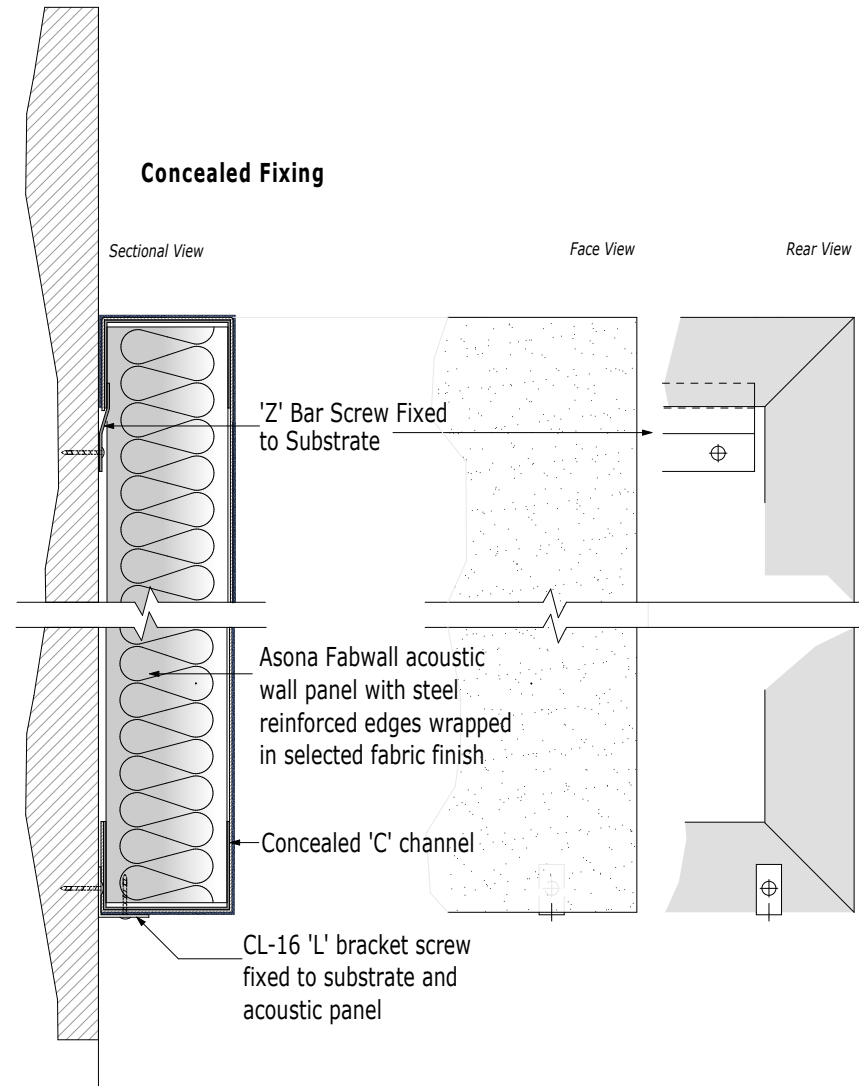 Concealed Fixing
Sectional View
Face View
Rear View
'Z' Bar Screw Fixed
to Substrate
Asona Fabwall acoustic
wall panel with steel
reinforced edges wrapped
in selected fabric finish
Concealed 'C' channel
CL-16 'L' bracket screw
fixed to substrate and
acoustic panel